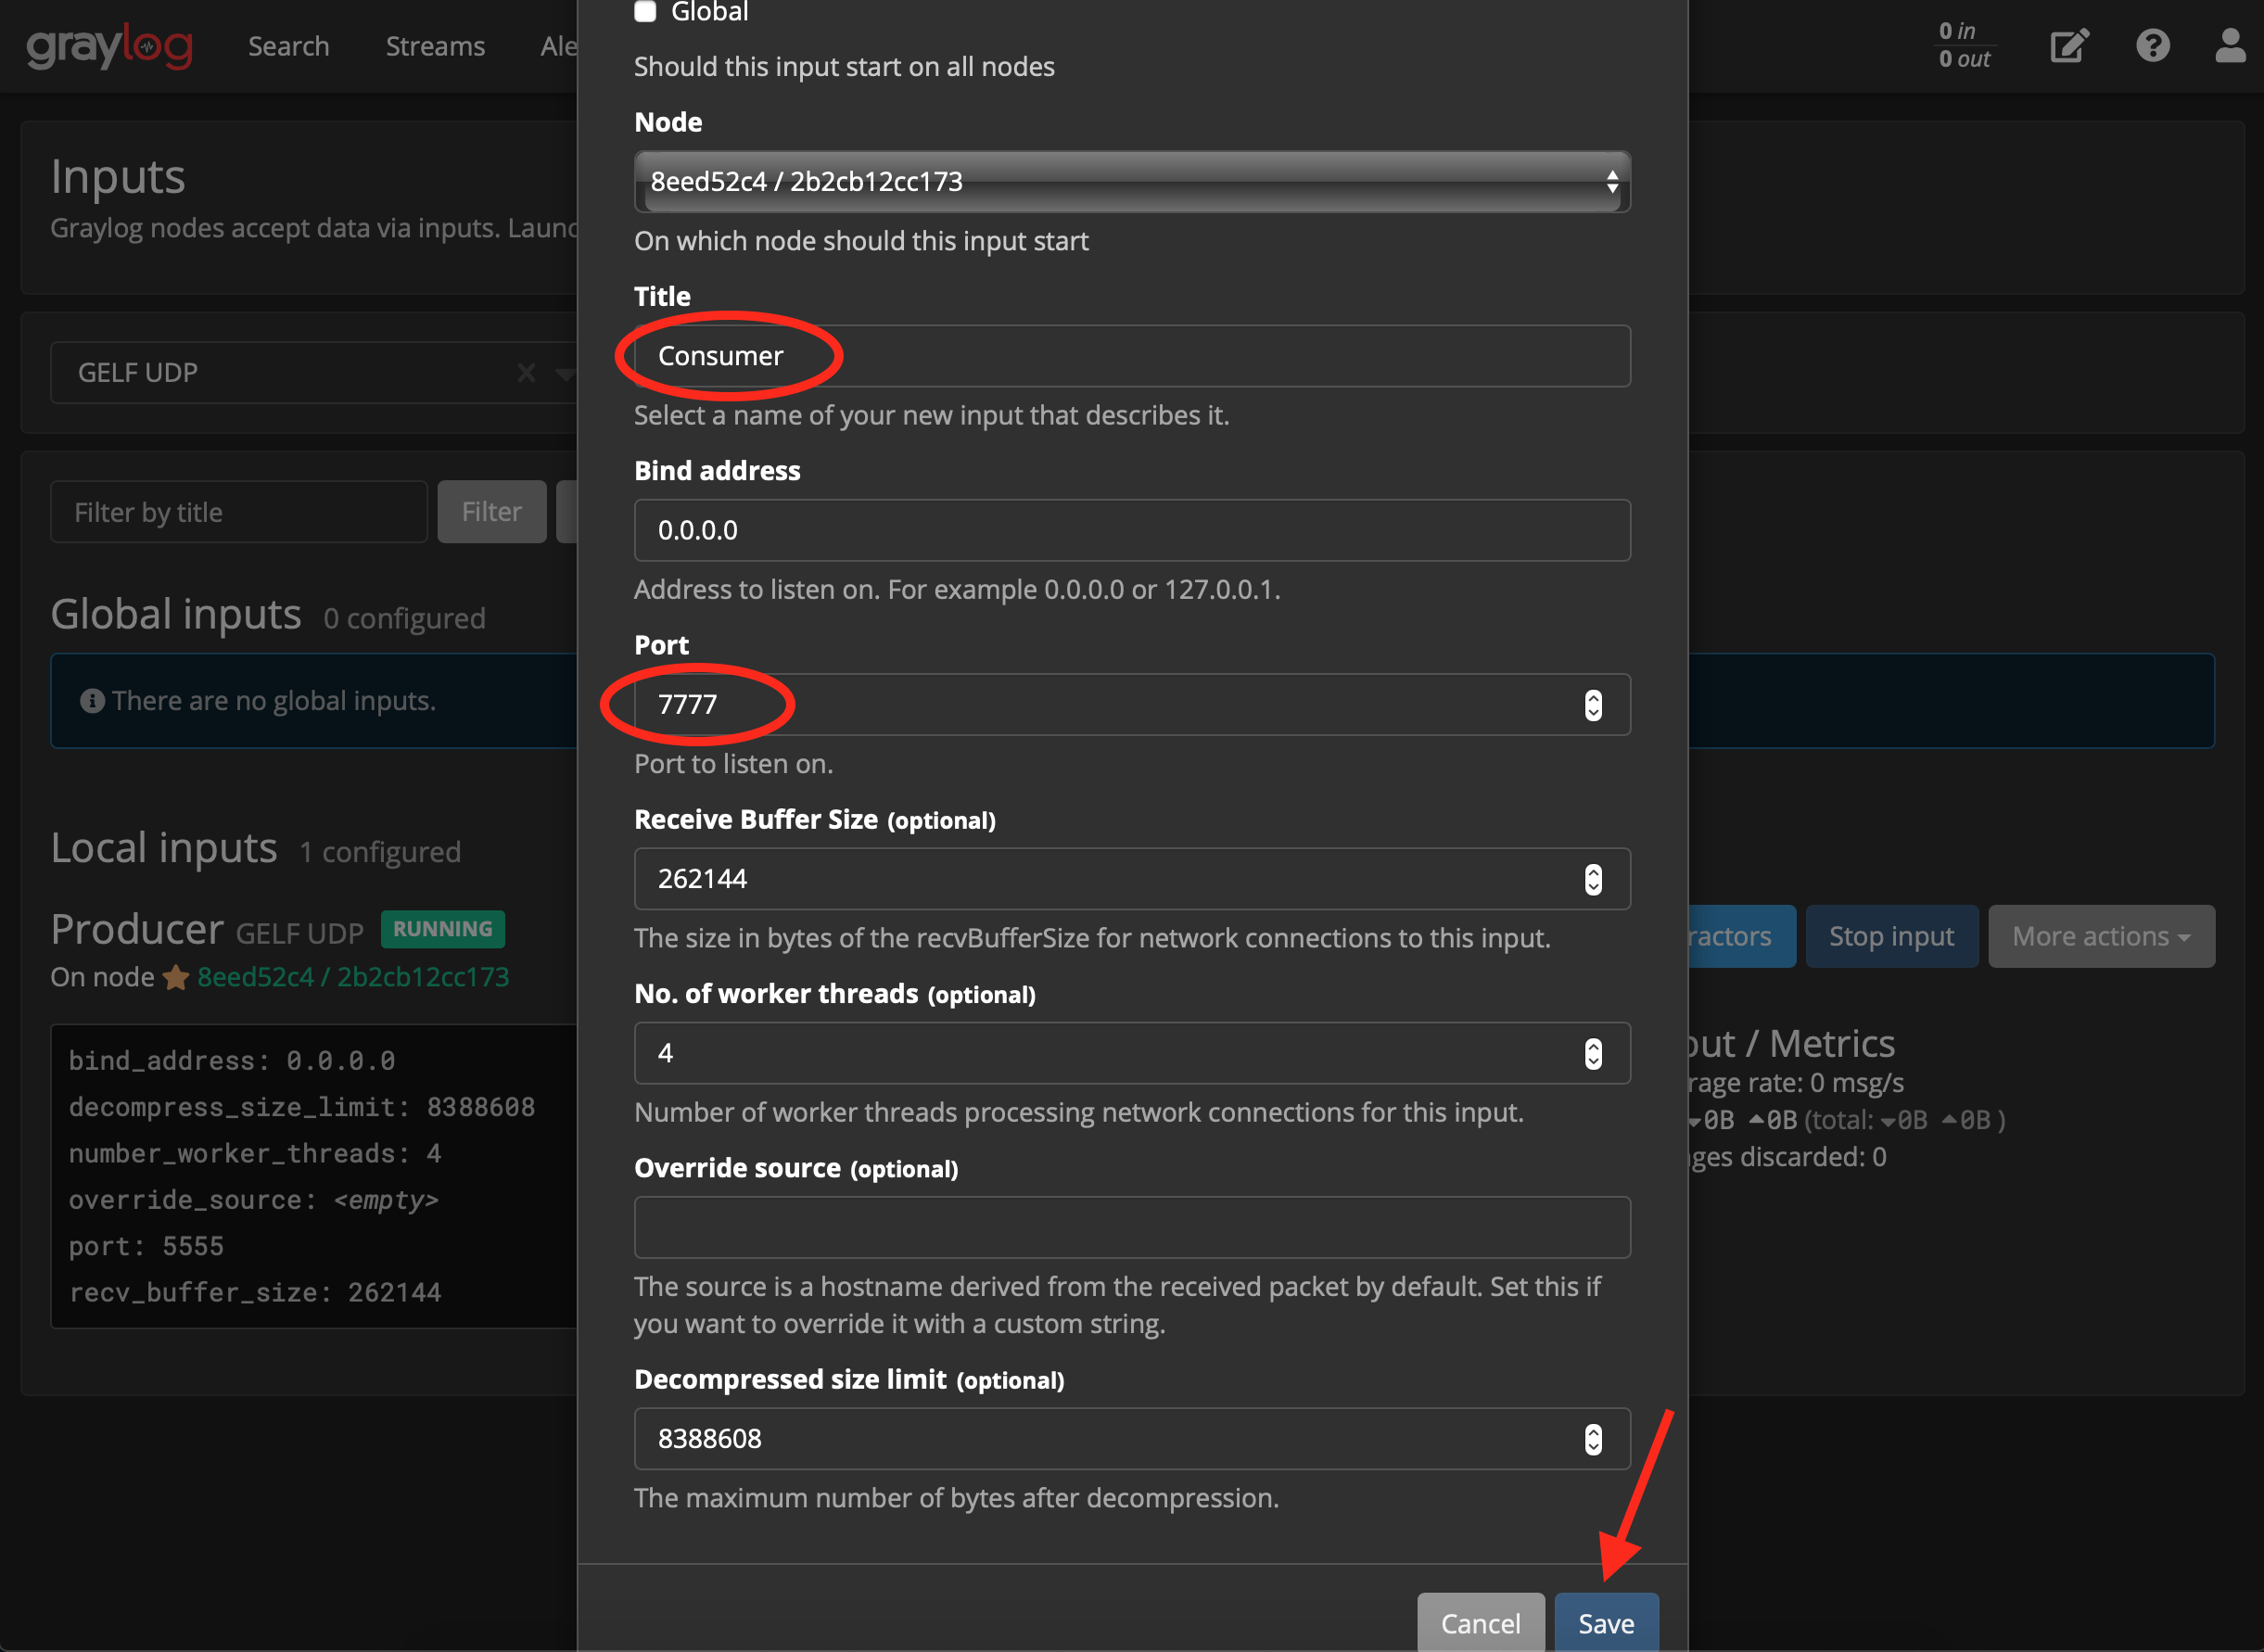 graylog
Search
Streams
Ale
0 in
0 out
Inputs
Graylog nodes accept data via inputs. Launc
GELF UDP
Filter by title
Filter
Global inputs 0 configured
There are no global inputs.
Local inputs 1 configured
Producer GELF UDP RUNNING
On node 8eed52c4 / 2b2cb12cc173
bind_address: 0.0.0.0
decompress_size_limit: 8388608
number_worker_threads: 4
override_source: <empty>
port: 5555
recv_buffer_size: 262144
Global
Should this input start on all nodes
Node
8eed52c4 / 2b2cb12cc173
On which node should this input start
Title
Consumer
Select a name of your new input that describes it.
Bind address
0.0.0.0
Address to listen on. For example 0.0.0.0 or 127.0.0.1.
Port
7777
Port to listen on.
Receive Buffer Size (optional)
262144
The size in bytes of the recvBufferSize for network connections to this input.
No. of worker threads (optional)
4
Number of worker threads processing network connections for this input.
Override source (optional)
The source is a hostname derived from the received packet by default. Set this if
you want to override it with a custom string.
Decompressed size limit (optional)
8388608
The maximum number of bytes after decompression.
Cancel
Save
ractors
Stop input
More actions
out / Metrics
rage rate: 0 msg/s
0B 0B (total: 0B 0B )
ges discarded: 0